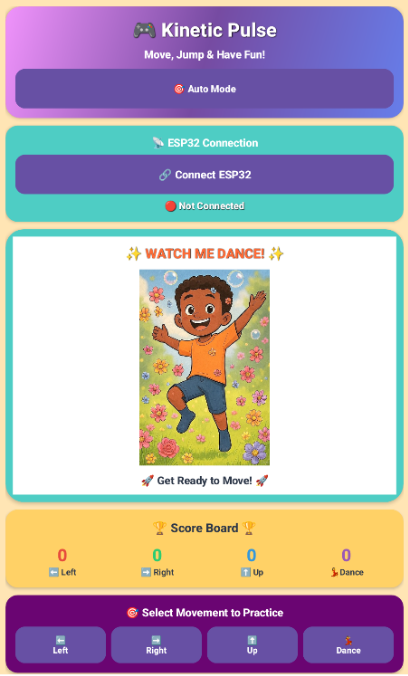 🎮 Kinetic Pulse
Move, Jump & Have Fun!
🎯 Auto Mode
📡 ESP32 Connection
🔗 Connect ESP32
🔴 Not Connected
✨ WATCH ME DANCE! ✨
🚀 Get Ready to Move! 🚀
🏆 Score Board 🏆
0 0 0 0
⬅️ Left ➡️ Right ⬆️ Up 💃 Dance
🎯 Select Movement to Practice
⬅️ ➡️ ⬆️ 💃
Left Right Up Dance